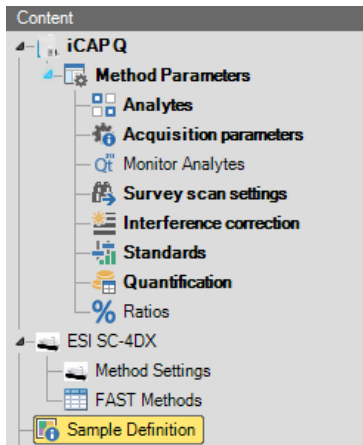 Content
iCAP Q
Method Parameters
Analytes
Acquisition parameters
Qt Monitor Analytes
Survey scan settings
Interference correction
Standards
Quantification
% Ratios
ESI SC-4DX
Method Settings
FAST Methods
Sample Definition